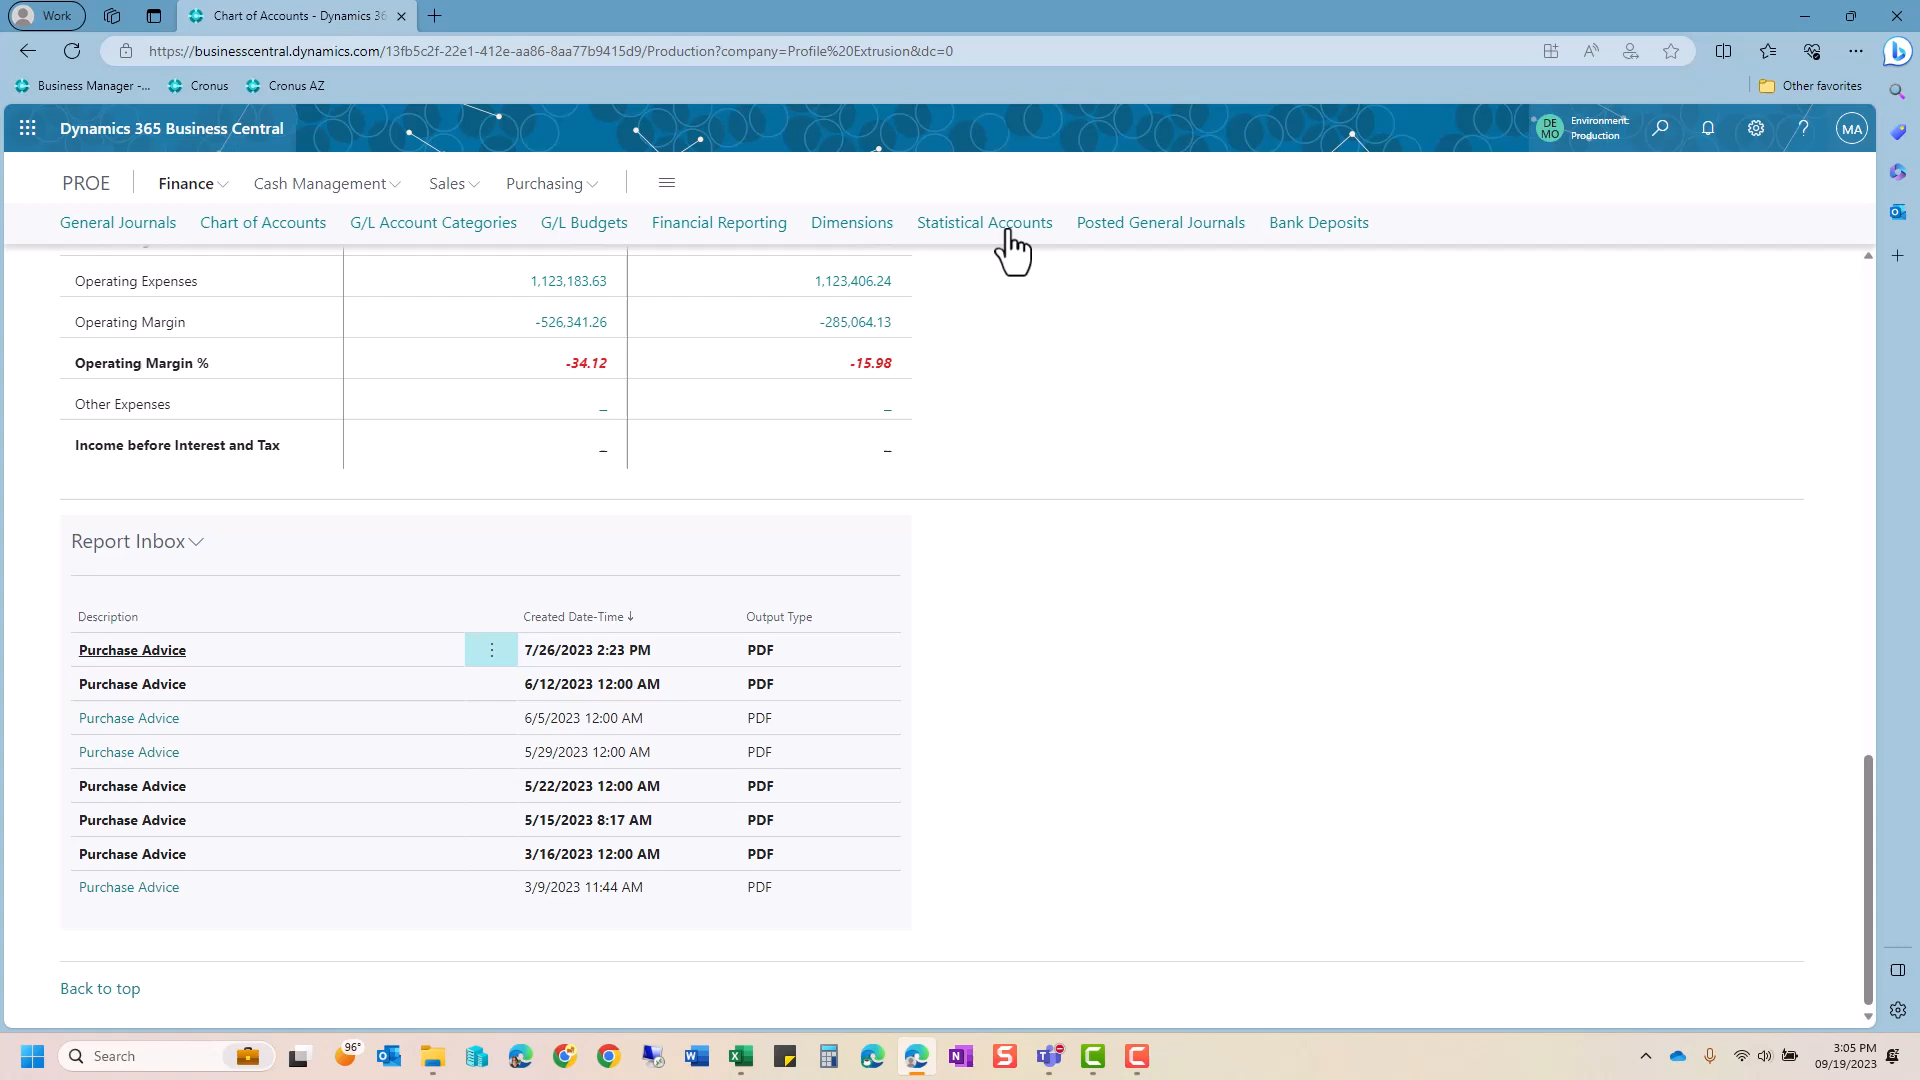 Work
Chart of Accounts - Dynamics 36
https://businesscentral.dynamics.com/13fb5c2f-22e1-412e-aa86-8aa77b9415d9/Production?company=Profile%20Extrusion&dc=0
Business Manager -... Cronus Cronus AZ Other favorites
Dynamics 365 Business Central
DE
MO
Environment:
Production
MA
PROE Finance Cash Management Sales Purchasing
General Journals Chart of Accounts G/L Account Categories G/L Budgets Financial Reporting Dimensions Statistical Accounts Posted General Journals Bank Deposits
Operating Expenses 1,123,183.63 1,123,406.24
Operating Margin -526,341.26 -285,064.13
Operating Margin % -34.12 -15.98
Other Expenses – –
Income before Interest and Tax – –
Report Inbox
Description Created Date-Time ↓ Output Type
Purchase Advice 7/26/2023 2:23 PM PDF
Purchase Advice 6/12/2023 12:00 AM PDF
Purchase Advice 6/5/2023 12:00 AM PDF
Purchase Advice 5/29/2023 12:00 AM PDF
Purchase Advice 5/22/2023 12:00 AM PDF
Purchase Advice 5/15/2023 8:17 AM PDF
Purchase Advice 3/16/2023 12:00 AM PDF
Purchase Advice 3/9/2023 11:44 AM PDF
Back to top
Search
96°
3:05 PM
09/19/2023